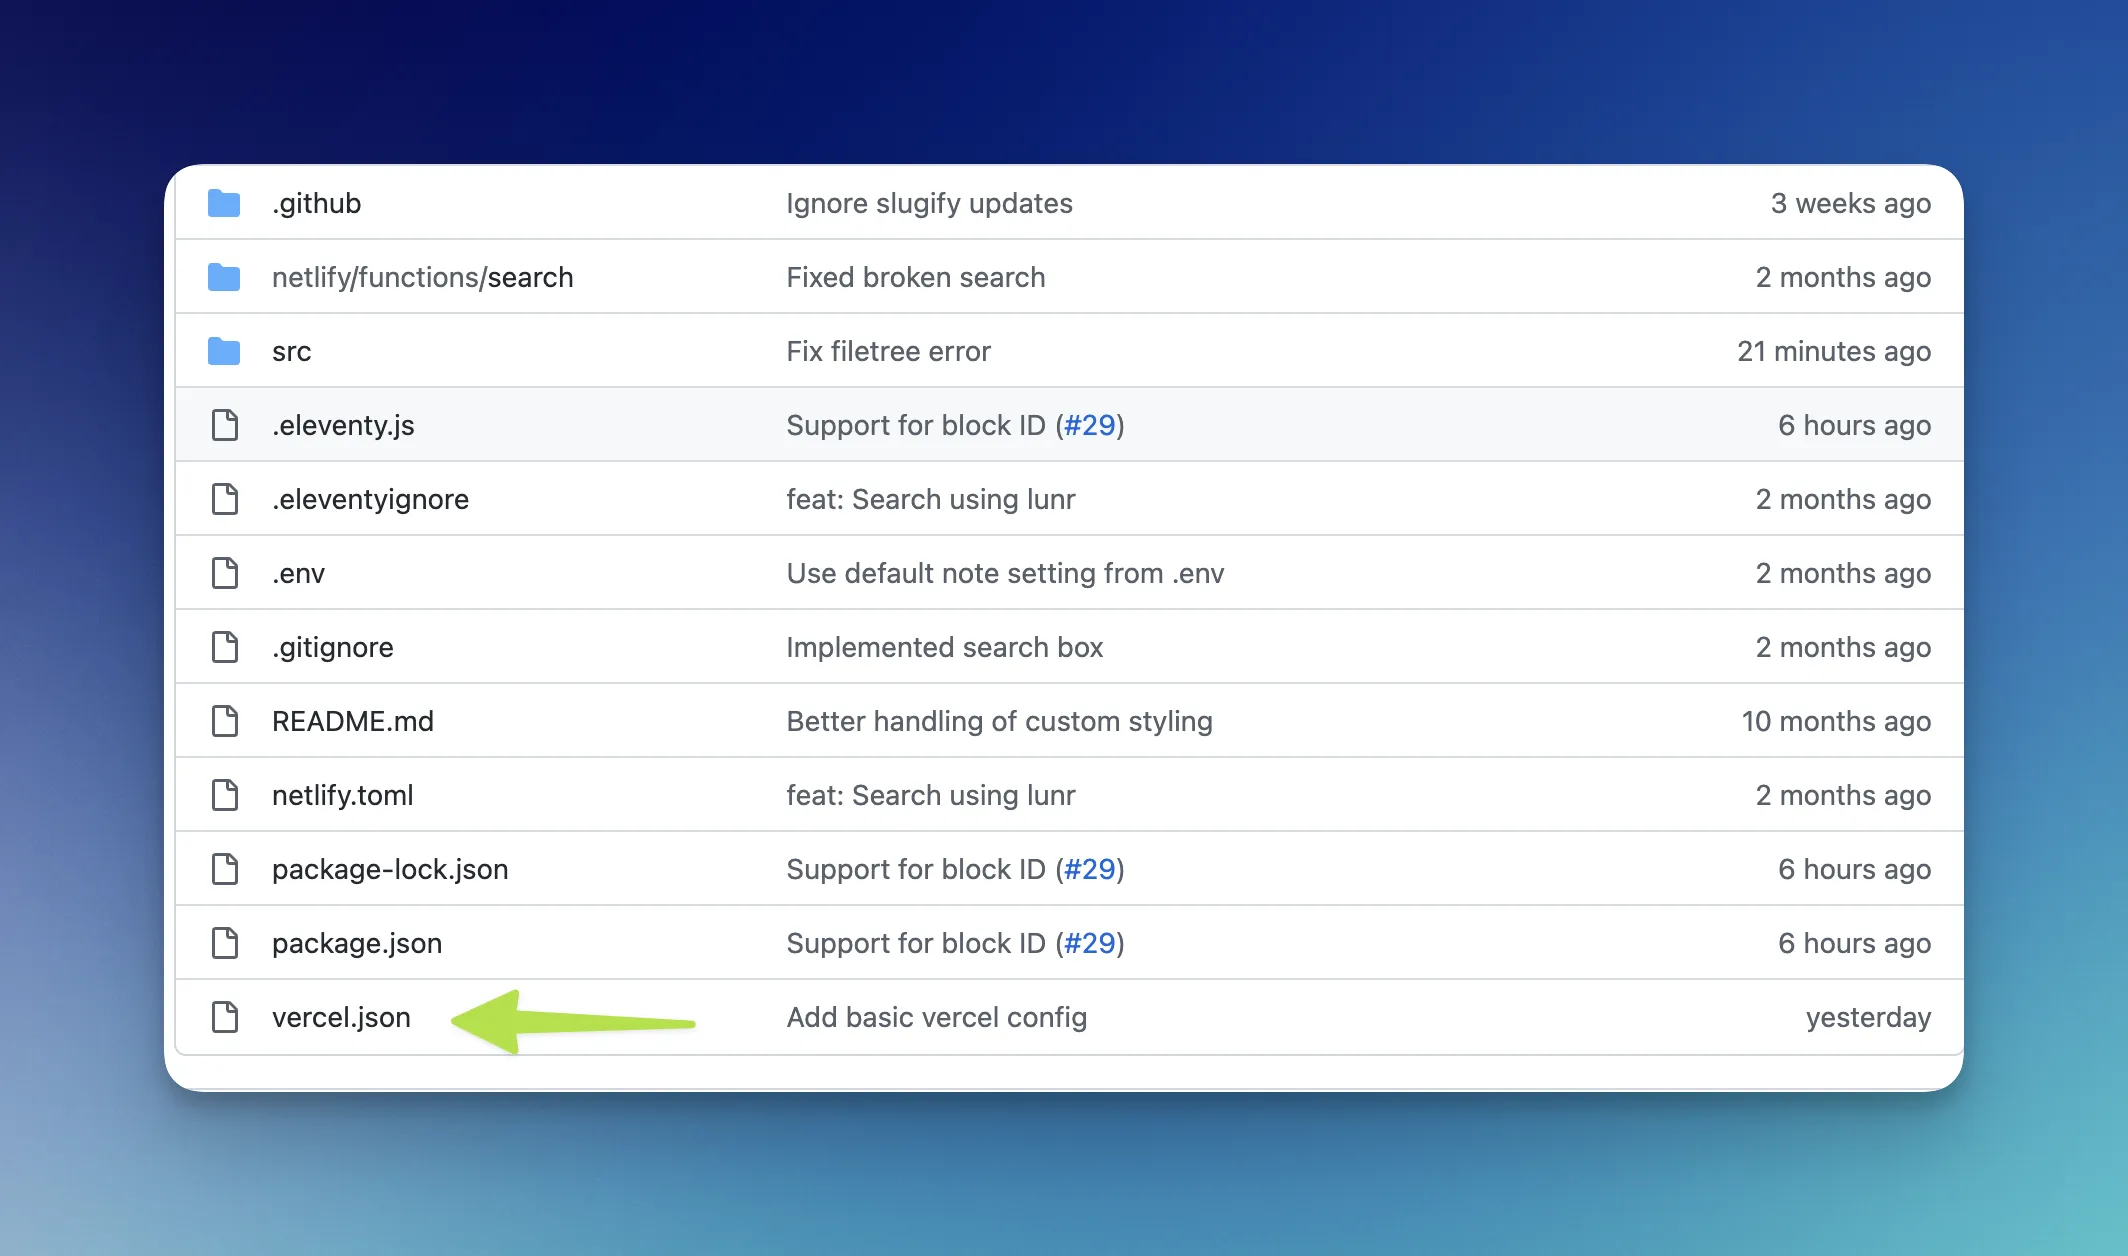 .github Ignore slugify updates 3 weeks ago
netlify/functions/search Fixed broken search 2 months ago
src Fix filetree error 21 minutes ago
.eleventy.js Support for block ID (#29) 6 hours ago
.eleventyignore feat: Search using lunr 2 months ago
.env Use default note setting from .env 2 months ago
.gitignore Implemented search box 2 months ago
README.md Better handling of custom styling 10 months ago
netlify.toml feat: Search using lunr 2 months ago
package-lock.json Support for block ID (#29) 6 hours ago
package.json Support for block ID (#29) 6 hours ago
vercel.json Add basic vercel config yesterday